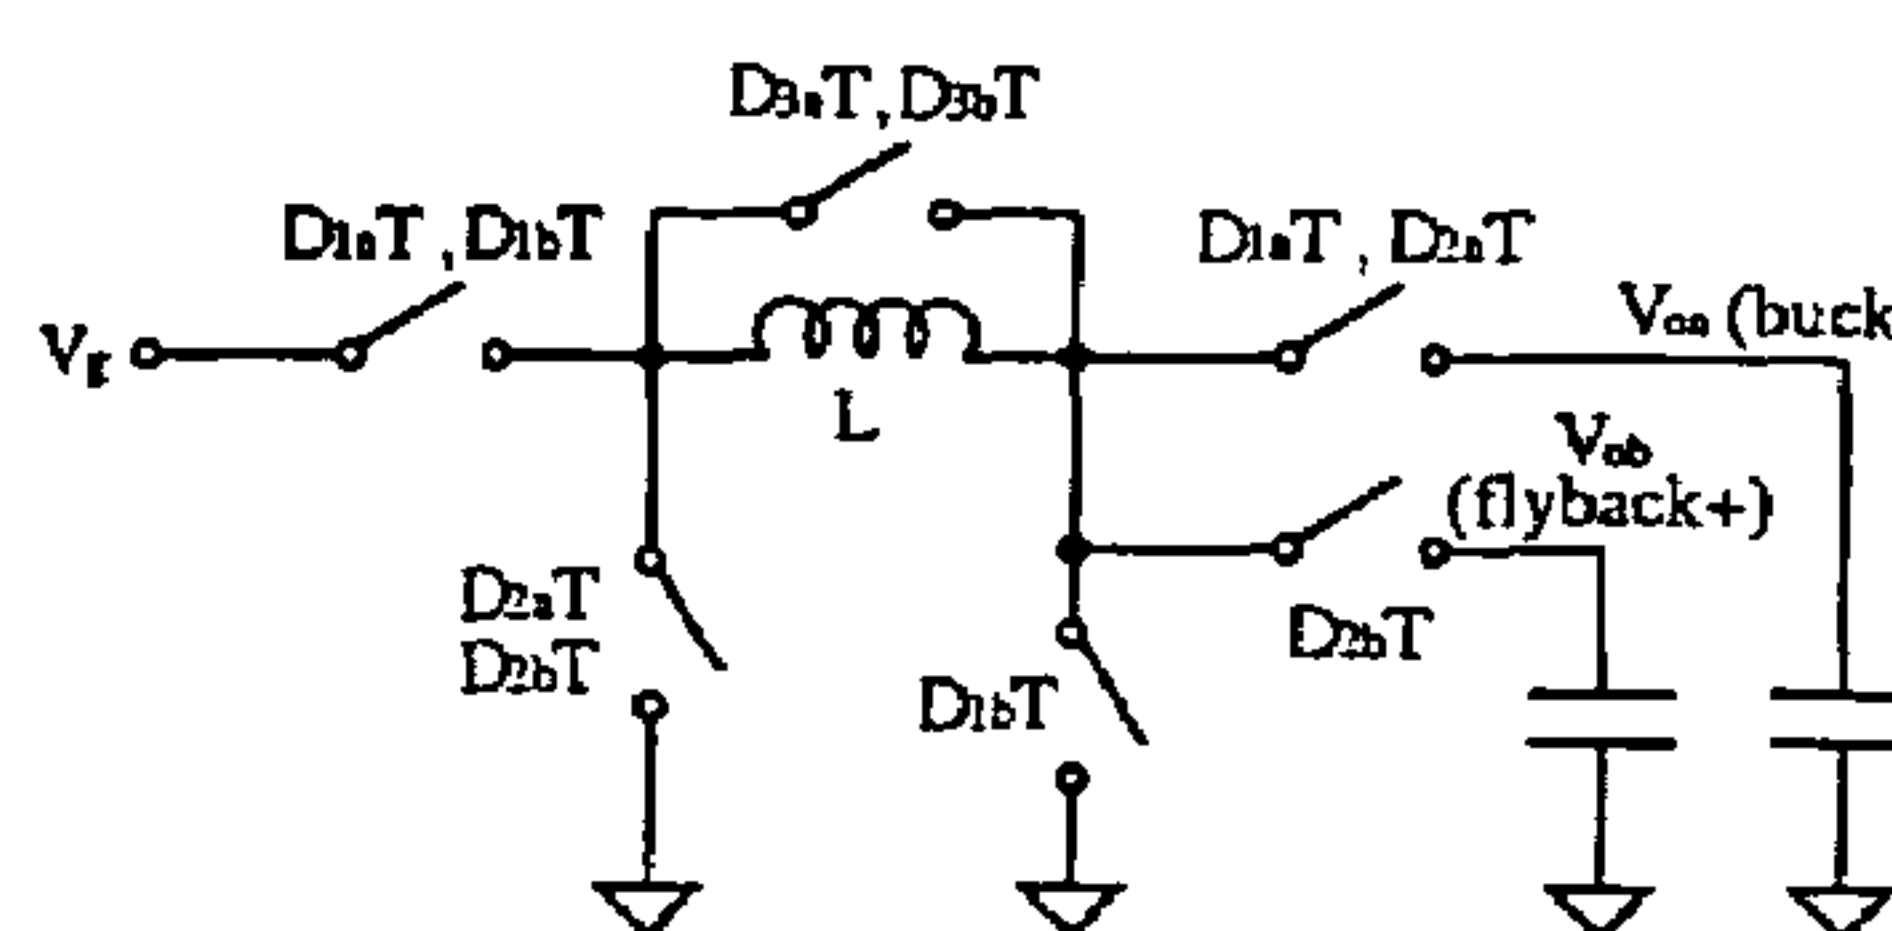 D3aT, D3bT
D1aT, D1bT
D1aT, D2aT
Vg
Voa (buck
L
Vob
(flyback+)
D2aT
D2bT
D2bT
D1bT